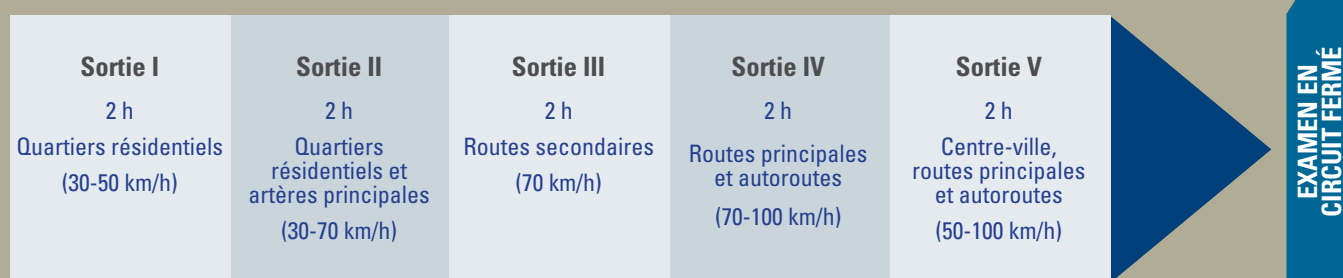 Sortie I
2 h
Quartiers résidentiels
(30-50 km/h)
Sortie II
2 h
Quartiers
résidentiels et
artères principales
(30-70 km/h)
Sortie III
2 h
Routes secondaires
(70 km/h)
Sortie IV
2 h
Routes principales
et autoroutes
(70-100 km/h)
Sortie V
2 h
Centre-ville,
routes principales
et autoroutes
(50-100 km/h)
EXAMEN EN
CIRCUIT FERMÉ